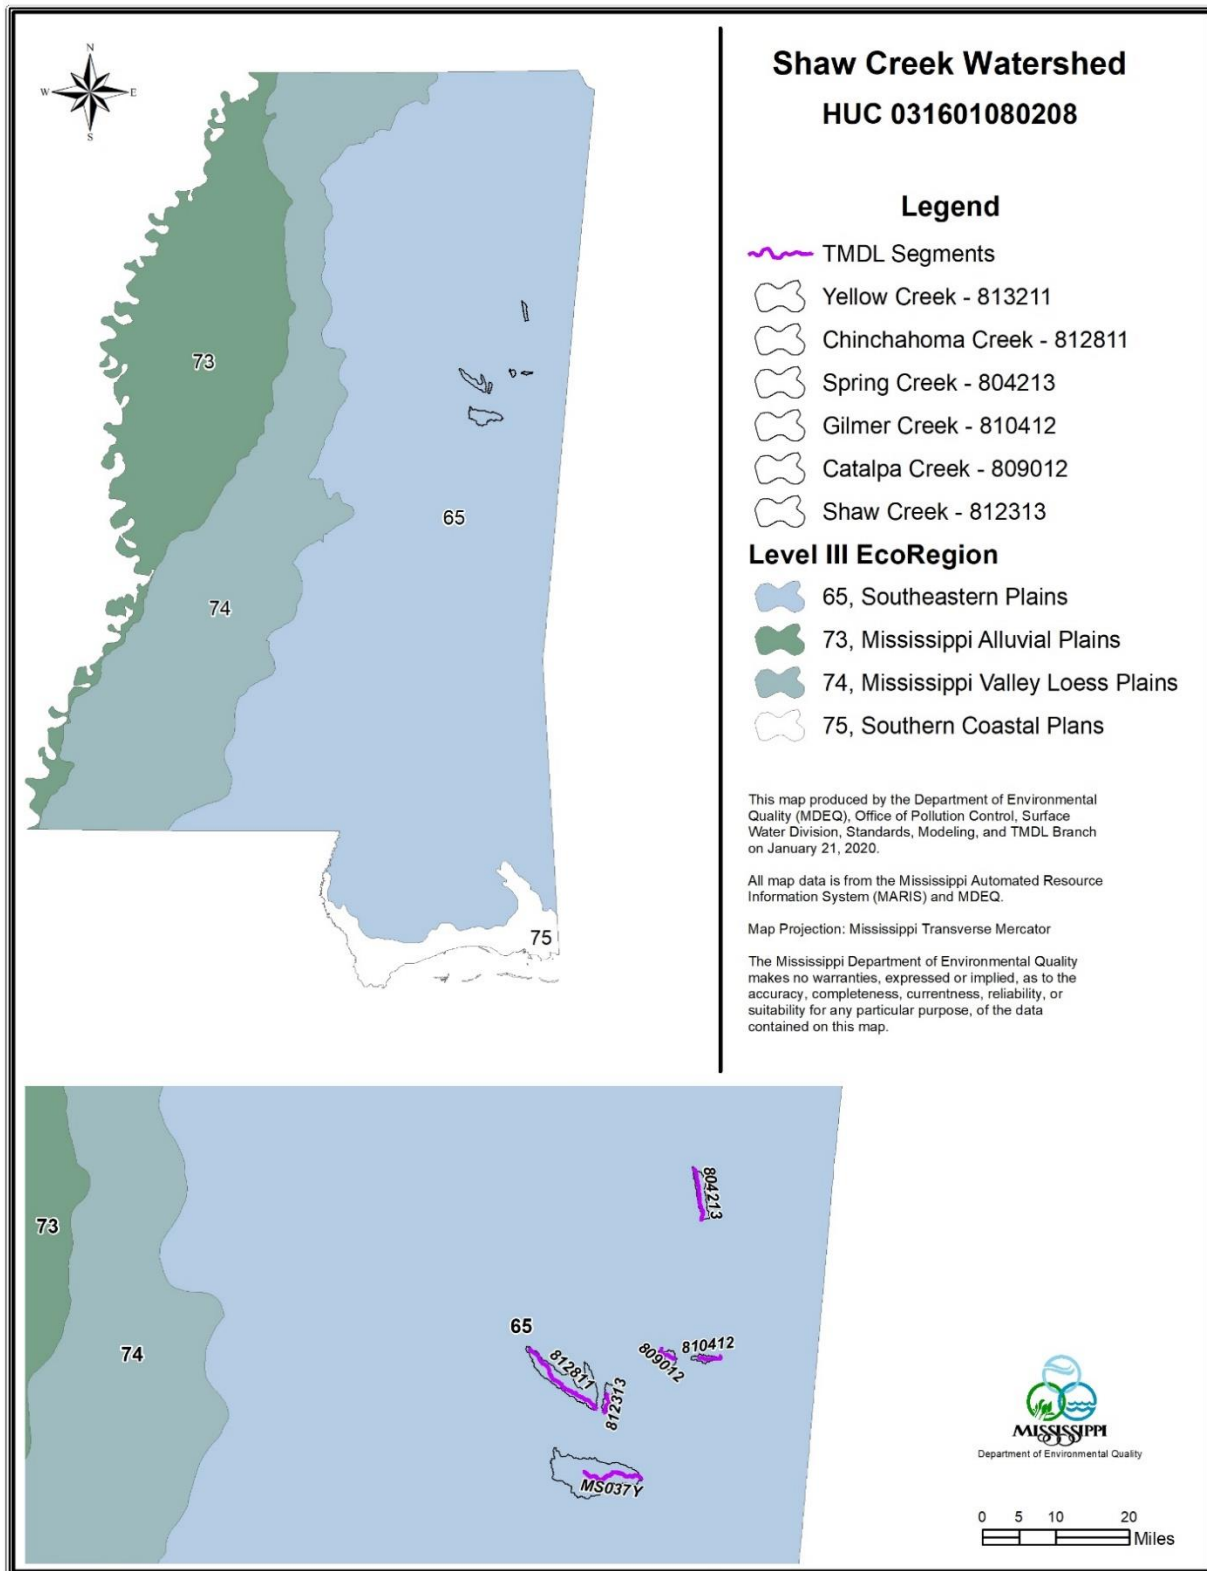 Shaw Creek Watershed
HUC 031601080208
N
W
E
S
Legend
TMDL Segments
Yellow Creek - 813211
Chinchahoma Creek - 812811
Spring Creek - 804213
Gilmer Creek - 810412
Catalpa Creek - 809012
Shaw Creek - 812313
Level III EcoRegion
65, Southeastern Plains
73, Mississippi Alluvial Plains
74, Mississippi Valley Loess Plains
75, Southern Coastal Plans
This map produced by the Department of Environmental
Quality (MDEQ), Office of Pollution Control, Surface
Water Division, Standards, Modeling, and TMDL Branch
on January 21, 2020.
All map data is from the Mississippi Automated Resource
Information System (MARIS) and MDEQ.
Map Projection: Mississippi Transverse Mercator
The Mississippi Department of Environmental Quality
makes no warranties, expressed or implied, as to the
accuracy, completeness, currentness, reliability, or
suitability for any particular purpose, of the data
contained on this map.
73
65
74
75
804213
73
65
74
812811
812313
809012
810412
MS037Y
MISSISSIPPI
Department of Environmental Quality
0 5 10 20
Miles